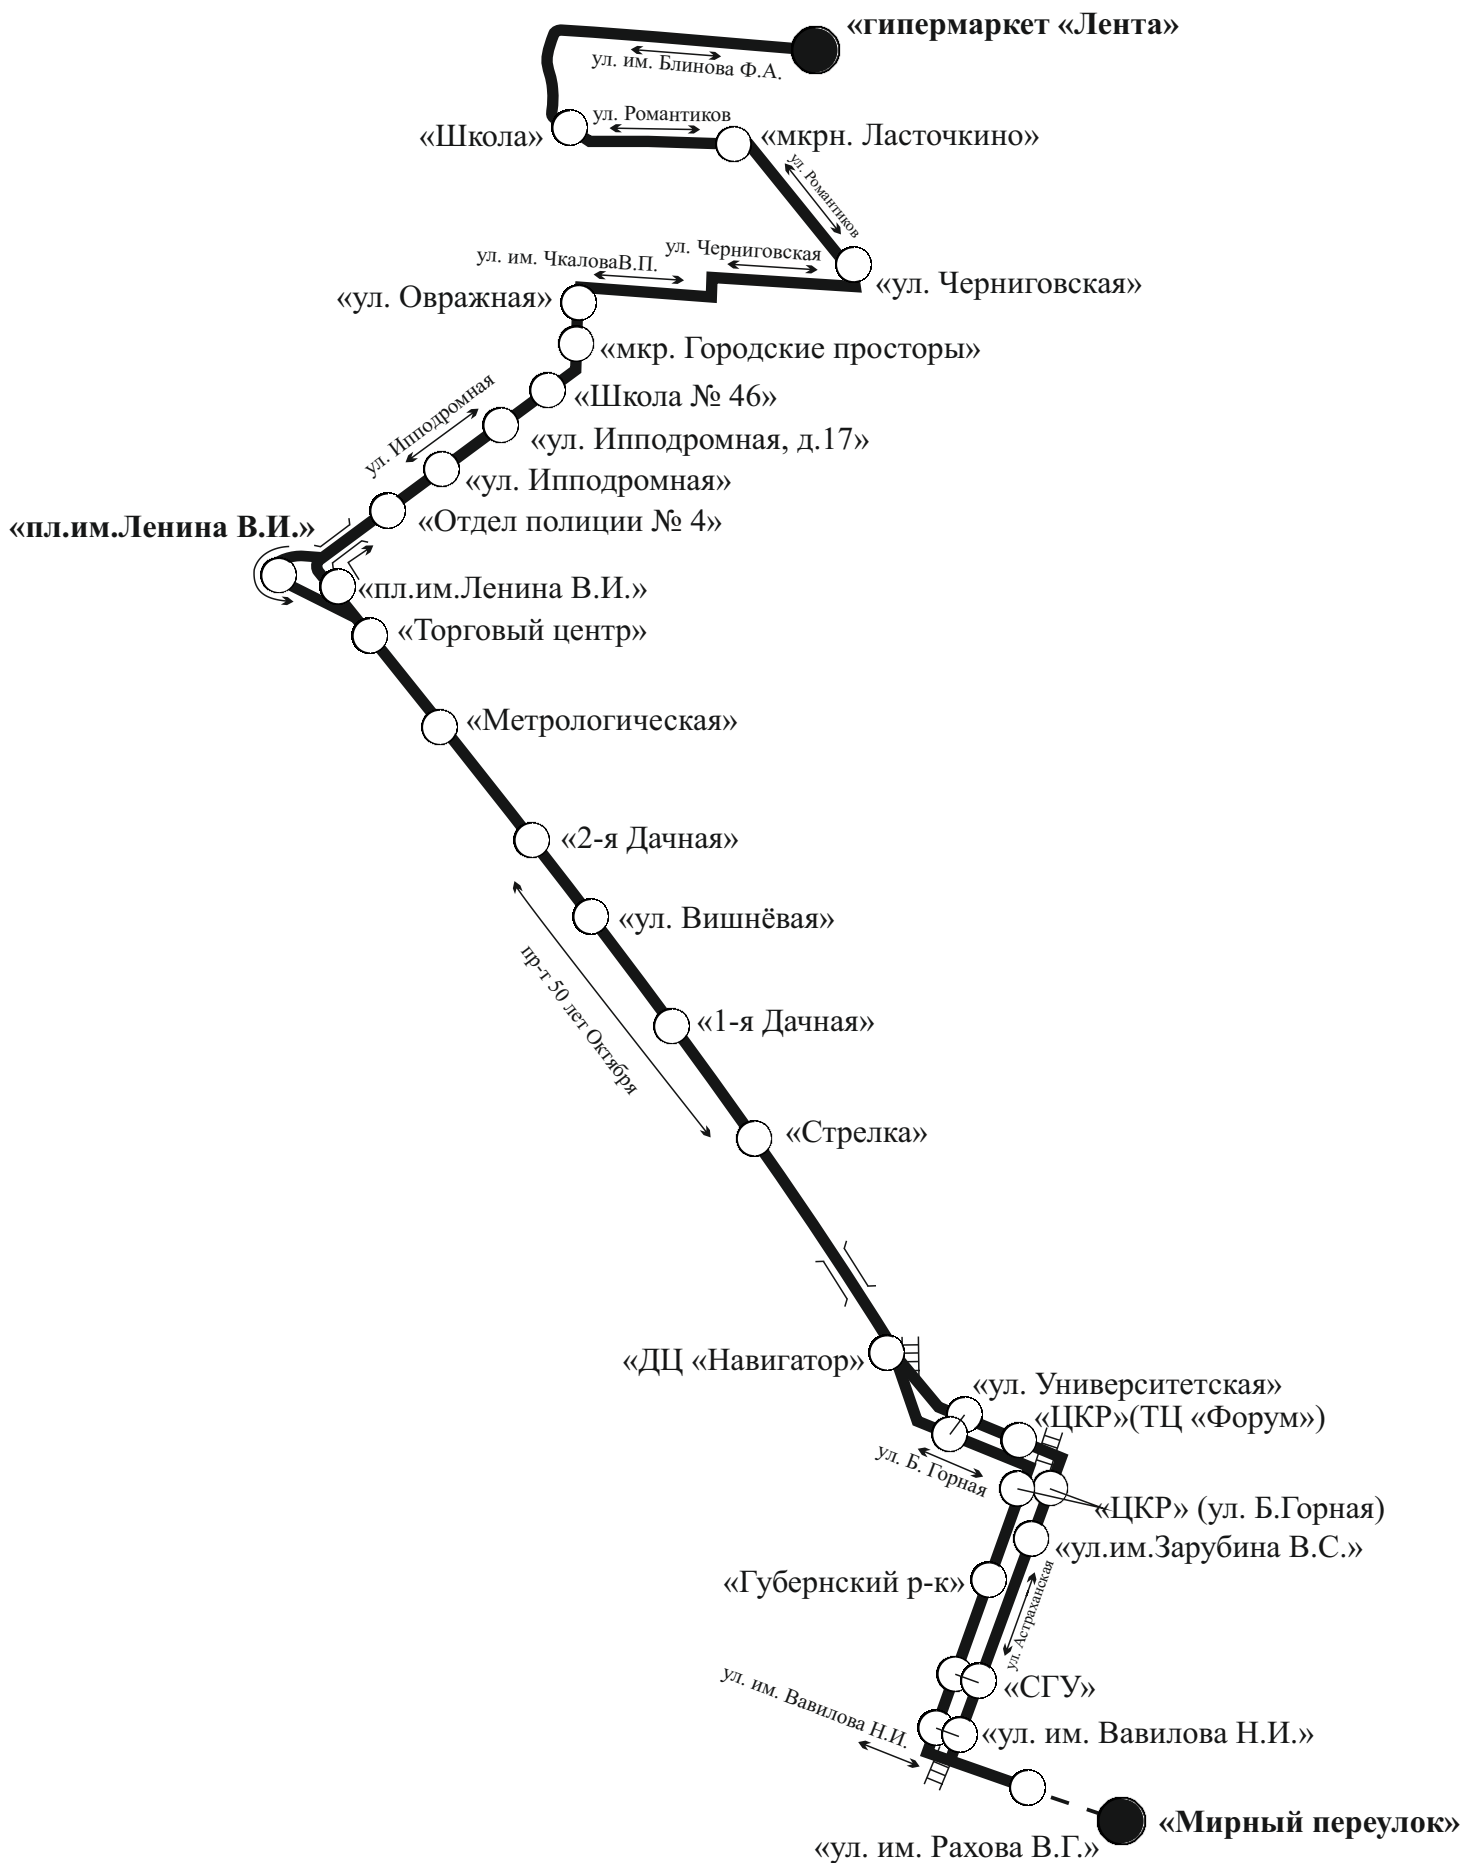 «гипермаркет «Лента»
ул. им. Блинова Ф.А.
ул. Романтиков
«Школа»
«мкрн. Ласточкино»
ул. Романтиков
ул. Черниговская
ул. им. ЧкаловаВ.П.
«ул. Черниговская»
«ул. Овражная»
«мкр. Городские просторы»
«Школа № 46»
ул. Ипподромная
«ул. Ипподромная, д.17»
«ул. Ипподромная»
«Отдел полиции № 4»
«пл.им.Ленина В.И.»
«пл.им.Ленина В.И.»
«Торговый центр»
«Метрологическая»
«2-я Дачная»
«ул. Вишнёвая»
пр-т 50 лет Октября
«1-я Дачная»
«Стрелка»
«ДЦ «Навигатор»
«ул. Университетская»
«ЦКР»(ТЦ «Форум»)
ул. Б. Горная
«ЦКР» (ул. Б.Горная)
«ул.им.Зарубина В.С.»
«Губернский р-к»
ул. Астраханская
«СГУ»
ул. им. Вавилова Н.И.
«ул. им. Вавилова Н.И.»
«Мирный переулок»
«ул. им. Рахова В.Г.»